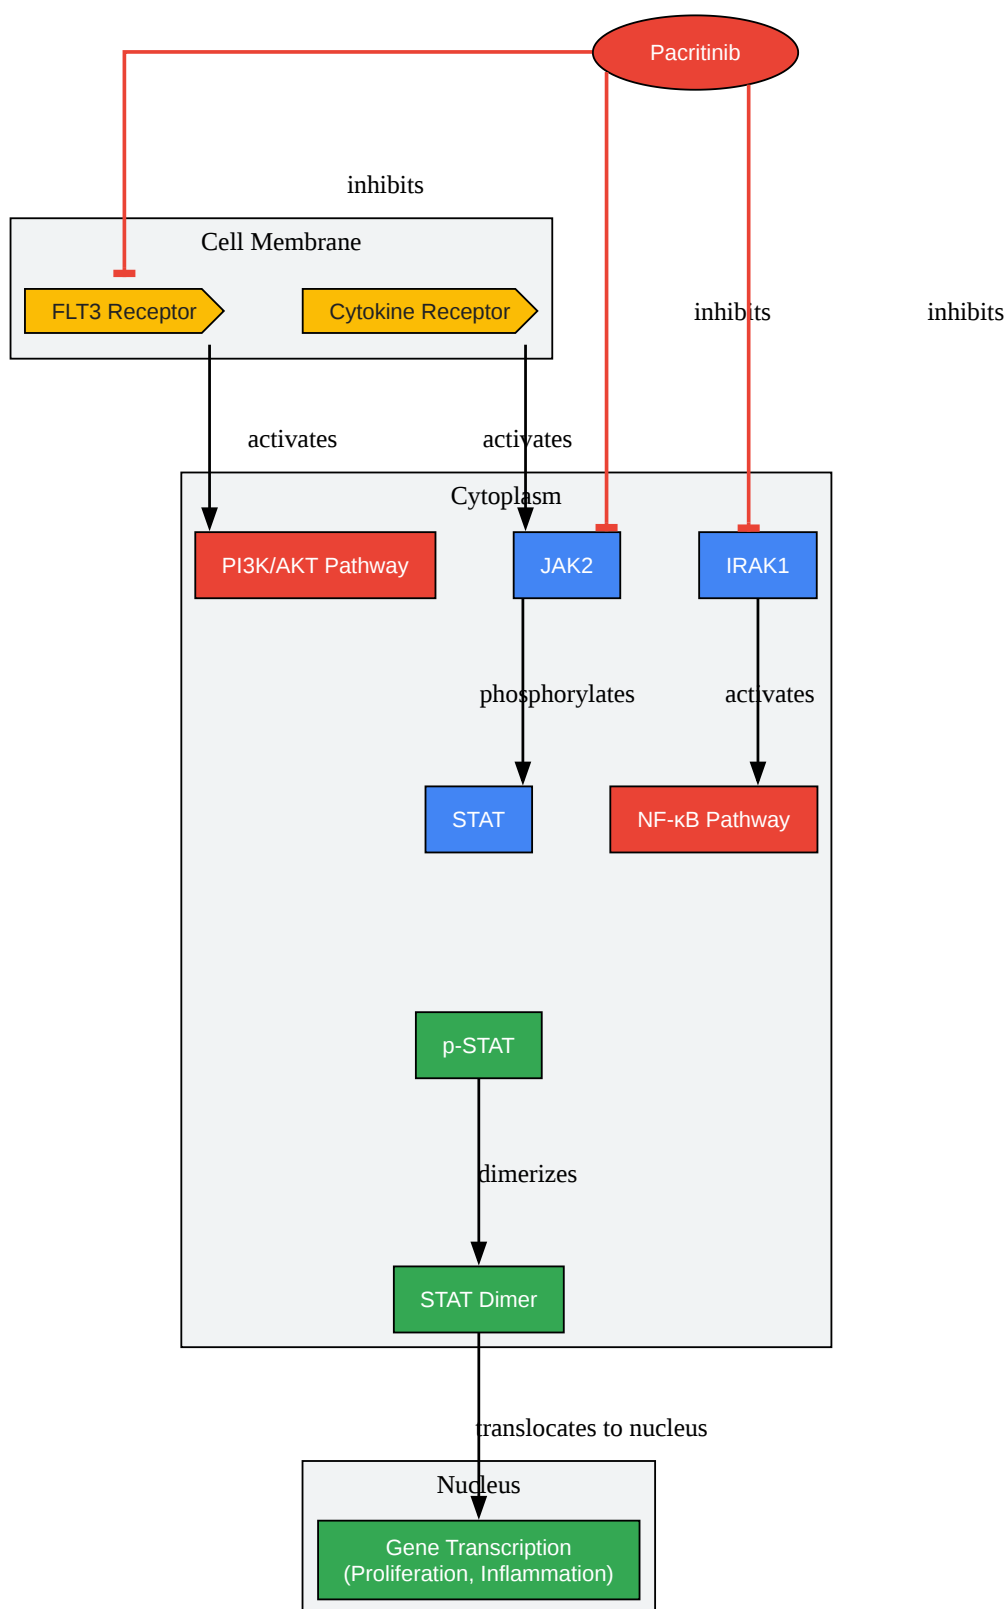 Pacritinib
inhibits
Cell Membrane
FLT3 Receptor
Cytokine Receptor
inhibits
inhibits
activates
activates
Cytoplasm
PI3K/AKT Pathway
JAK2
IRAK1
phosphorylates
activates
STAT
NF-κB Pathway
p-STAT
dimerizes
STAT Dimer
translocates to nucleus
Nucleus
Gene Transcription
(Proliferation, Inflammation)